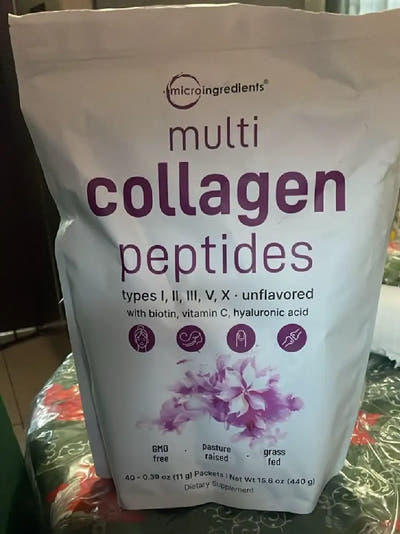 microingredients®
multi
collagen
peptides
types I, II, III, V, X · unflavored
with biotin, vitamin C, hyaluronic acid
GMO free · pasture raised · grass fed
40 - 0.39 oz (11 g) Packets | Net Wt 15.6 oz (440 g)
Dietary Supplement